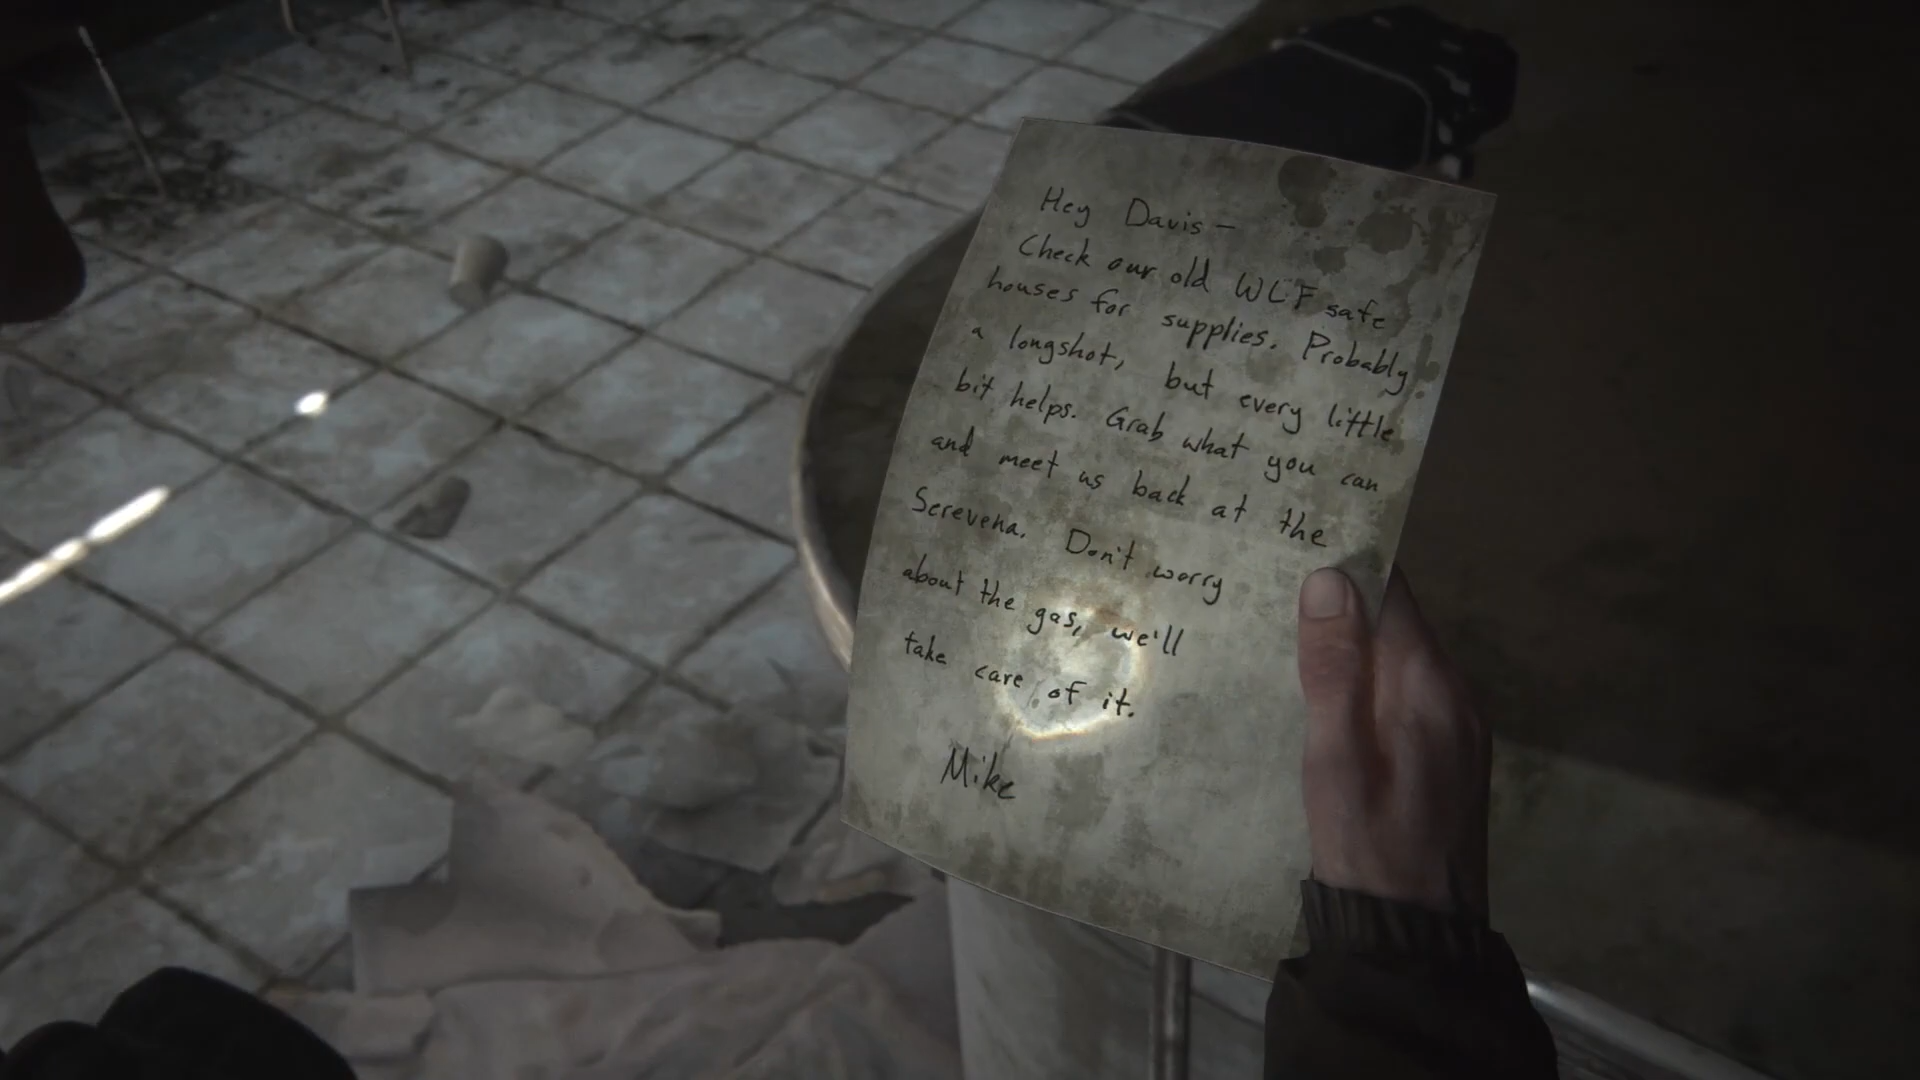 Hey Davis -
Check our old WLF safe
houses for supplies. Probably
a longshot, but every little
bit helps. Grab what you can
and meet us back at the
Serevena. Don't worry
about the gas, we'll
take care of it.
Mike